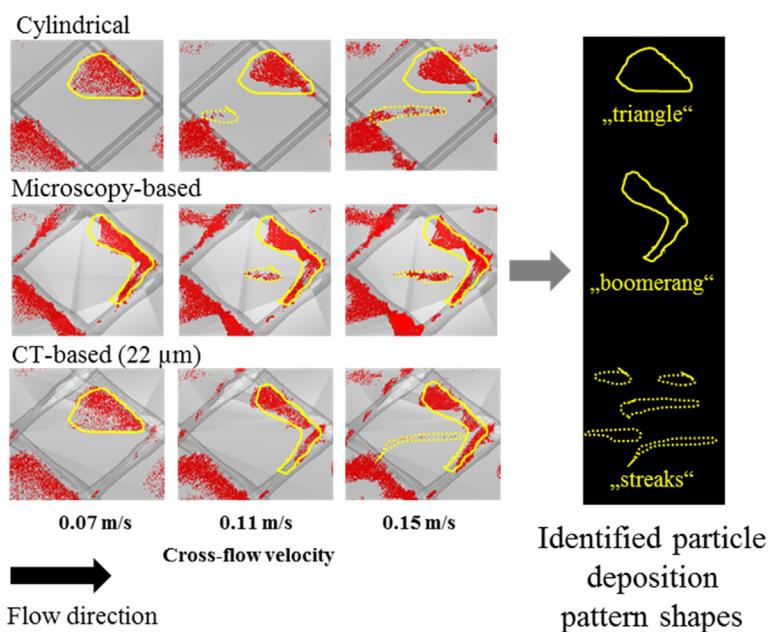 Cylindrical
Microscopy-based
CT-based (22 µm)
0.07 m/s 0.11 m/s 0.15 m/s
Cross-flow velocity
Flow direction
„triangle“
„boomerang“
„streaks“
Identified particle
deposition
pattern shapes